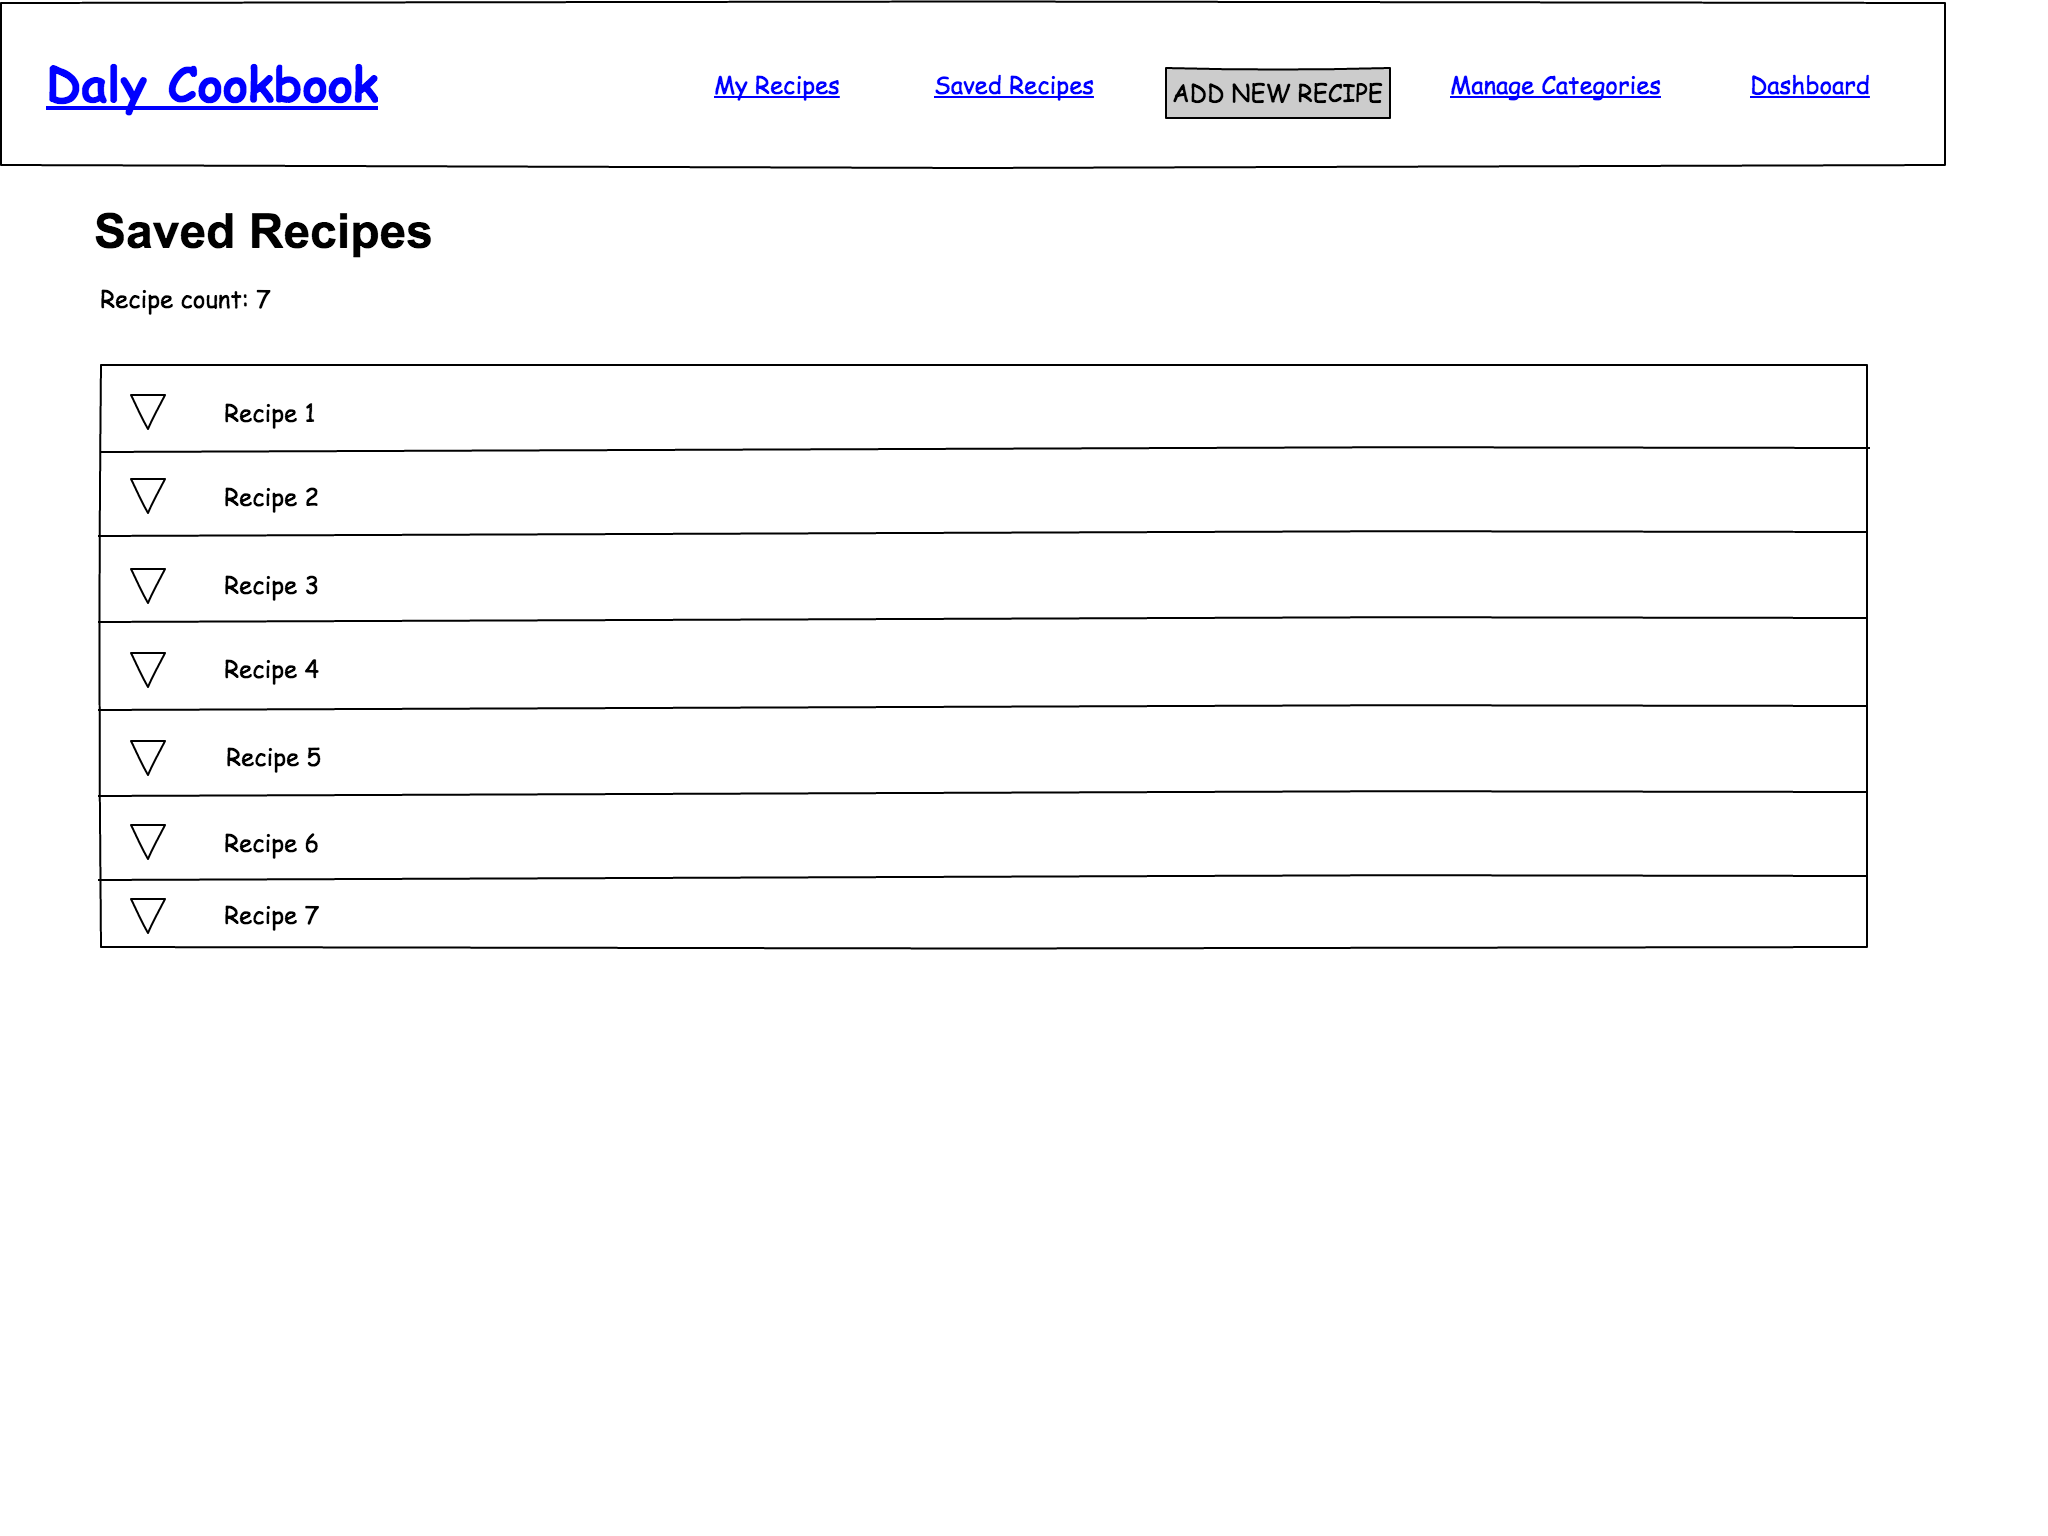 Daly Cookbook
My Recipes
Saved Recipes
ADD NEW RECIPE
Manage Categories
Dashboard
Saved Recipes
Recipe count: 7
Recipe 1
Recipe 2
Recipe 3
Recipe 4
Recipe 5
Recipe 6
Recipe 7